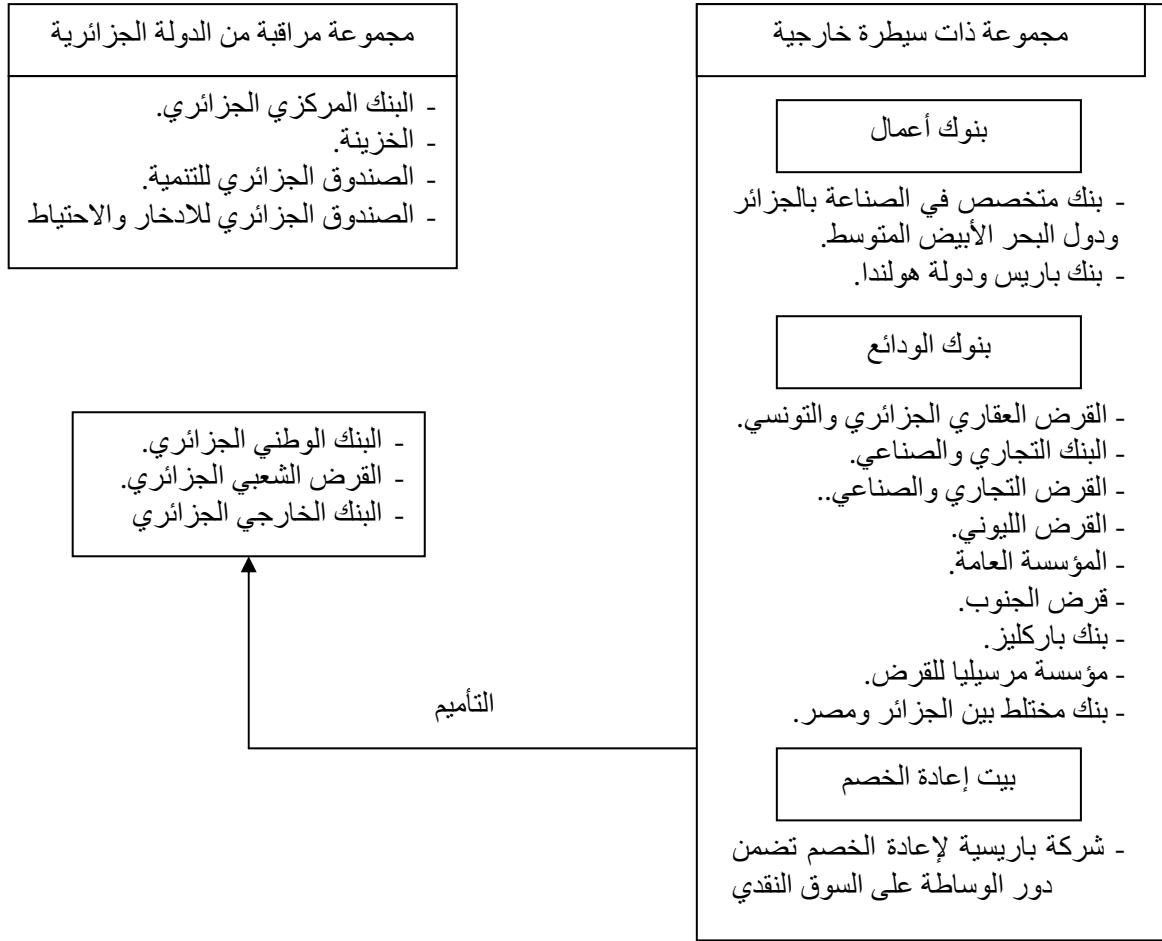 مجموعة ذات سيطرة خارجية
بنوك أعمال
- بنك متخصص في الصناعة بالجزائر
ودول البحر الأبيض المتوسط.
- بنك باريس ودولة هولندا.
بنوك الودائع
- القرض العقاري الجزائري والتونسي.
- البنك التجاري والصناعي.
- القرض التجاري والصناعي..
- القرض الليوني.
- المؤسسة العامة.
- قرض الجنوب.
- بنك باركليز.
- مؤسسة مرسيليا للقرض.
- بنك مختلط بين الجزائر ومصر.
بيت إعادة الخصم
- شركة باريسية لإعادة الخصم تضمن
دور الوساطة على السوق النقدي
مجموعة مراقبة من الدولة الجزائرية
- البنك المركزي الجزائري.
- الخزينة.
- الصندوق الجزائري للتنمية.
- الصندوق الجزائري للادخار والاحتياط
- البنك الوطني الجزائري.
- القرض الشعبي الجزائري.
- البنك الخارجي الجزائري
التأميم